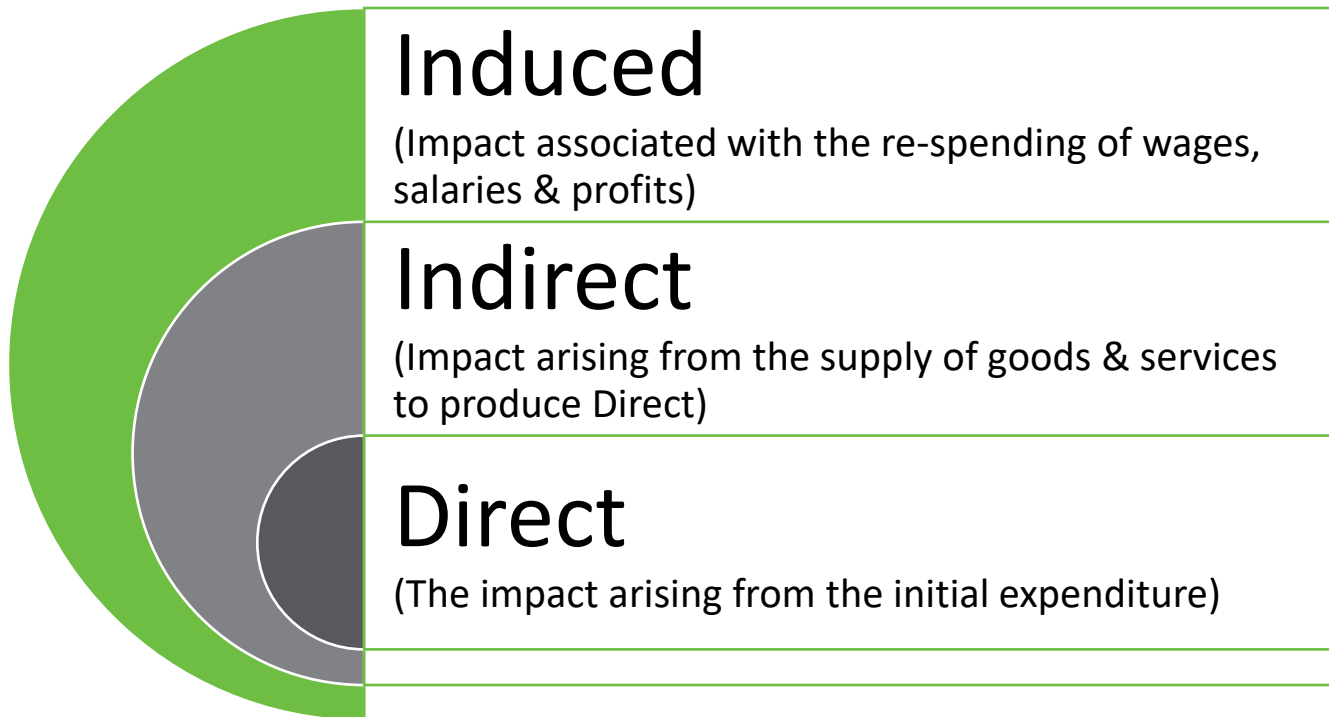 Induced
(Impact associated with the re-spending of wages,
salaries & profits)
Indirect
(Impact arising from the supply of goods & services
to produce Direct)
Direct
(The impact arising from the initial expenditure)